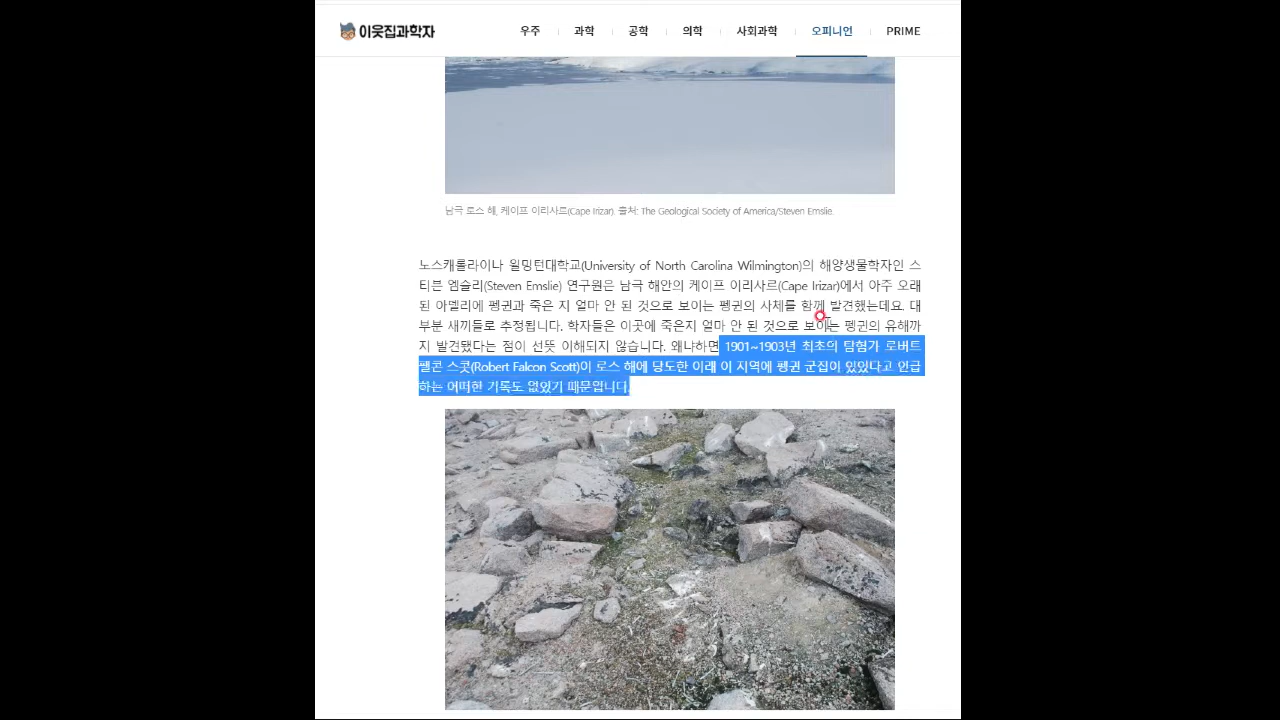 이웃집과학자
우주 과학 공학 의학 사회과학 오피니언 PRIME
남극 로스 해, 케이프 이리사르(Cape Irizar). 출처: The Geological Society of America/Steven Emslie.
노스캐롤라이나 윌밍턴대학교(University of North Carolina Wilmington)의 해양생물학자인 스
티븐 엠슬리(Steven Emslie) 연구원은 남극 해안의 케이프 이리사르(Cape Irizar)에서 아주 오래
된 아델리에 펭귄과 죽은 지 얼마 안 된 것으로 보이는 펭귄의 사체를 함께 발견했는데요. 대
부분 새끼들로 추정됩니다. 학자들은 이곳에 죽은지 얼마 안 된 것으로 보이는 펭귄의 유해까
지 발견됐다는 점이 선뜻 이해되지 않습니다. 왜냐하면 1901~1903년 최초의 탐험가 로버트
펠콘 스콧(Robert Falcon Scott)이 로스 해에 당도한 이래 이 지역에 펭귄 군집이 있었다고 언급
하는 어떠한 기록도 없었기 때문입니다.